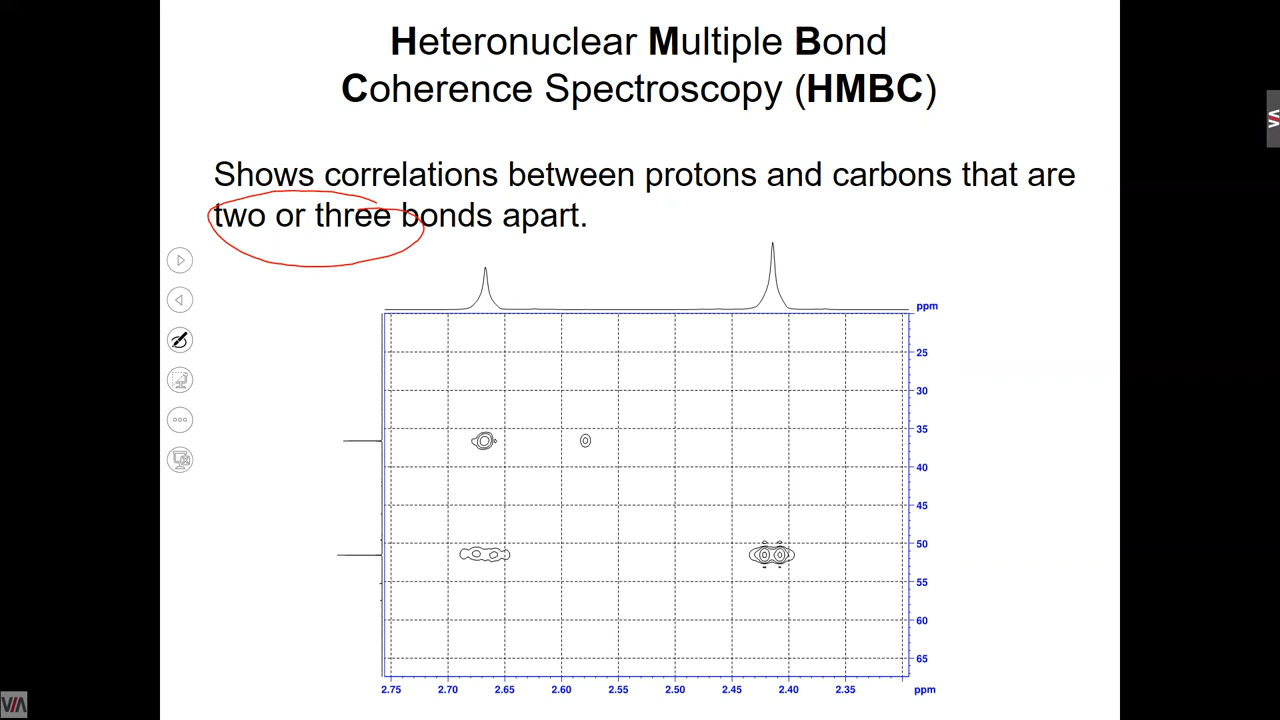 Heteronuclear Multiple Bond
Coherence Spectroscopy (HMBC)
Shows correlations between protons and carbons that are
two or three bonds apart.
ppm
25
30
35
40
45
50
55
60
65
2.75 2.70 2.65 2.60 2.55 2.50 2.45 2.40 2.35 ppm
VIA